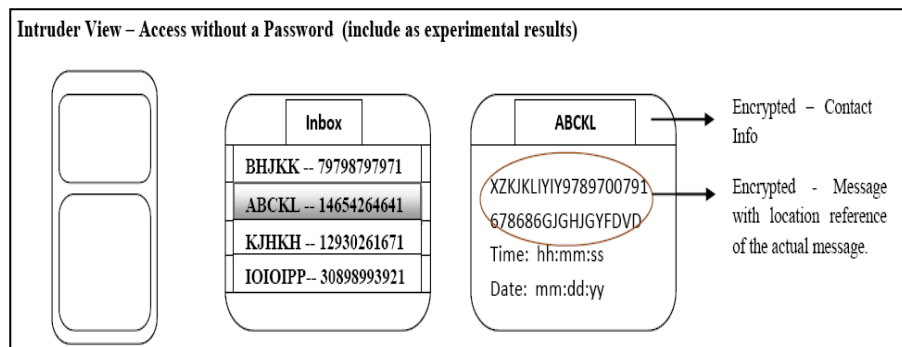 Intruder View – Access without a Password (include as experimental results)
Inbox
BHJKK -- 79798797971
ABCKL -- 14654264641
KJHKH -- 12930261671
IOIOIPP -- 30898993921
ABCKL
XZKJKLIYIY9789700791
678686GJGHJGYFDVD
Time: hh:mm:ss
Date: mm:dd:yy
Encrypted – Contact
Info
Encrypted - Message
with location reference
of the actual message.